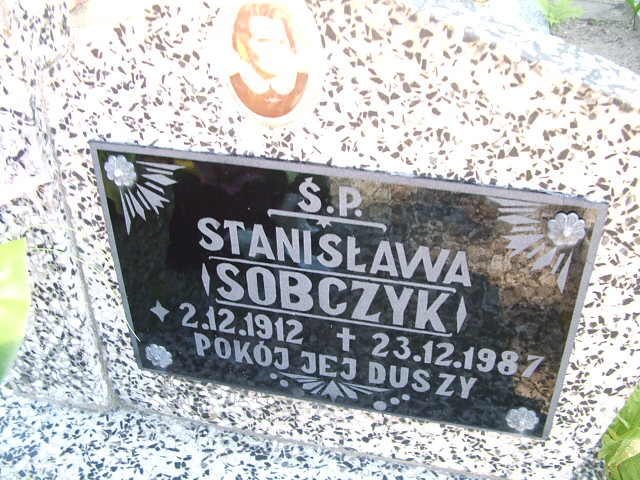 Ś.P.
STANISŁAWA
SOBCZYK
2.12.1912 † 23.12.1987
POKÓJ JEJ DUSZY